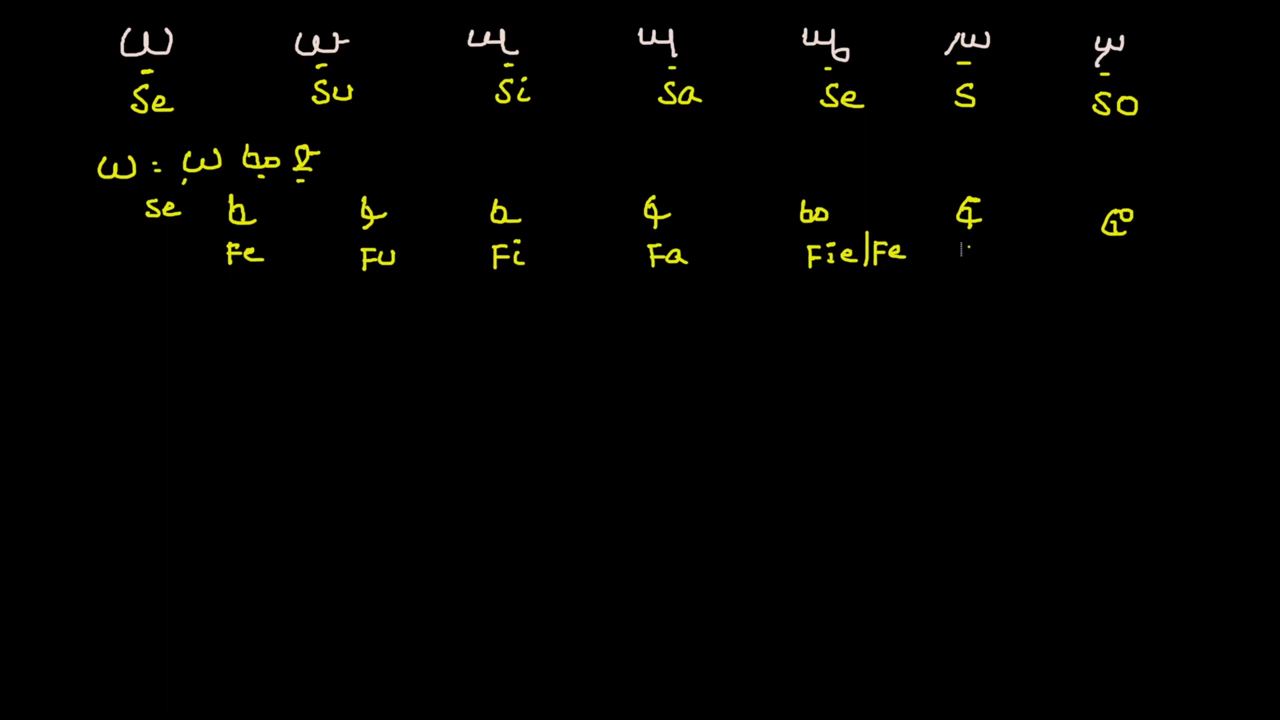 ሠ ሡ ሢ ሣ ሤ ሥ ሦ
Se Su Si Sa Se S So
ሠ = ሠ ፌ ድ
Se
ፈ ፉ ፊ ፋ ፌ ፍ ፎ
Fe Fu Fi Fa Fie|Fe